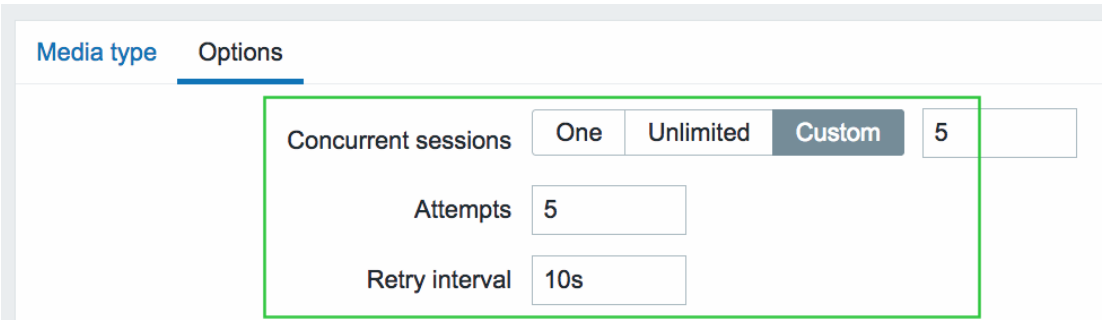 Media type Options
Concurrent sessions One Unlimited Custom 5
Attempts 5
Retry interval 10s